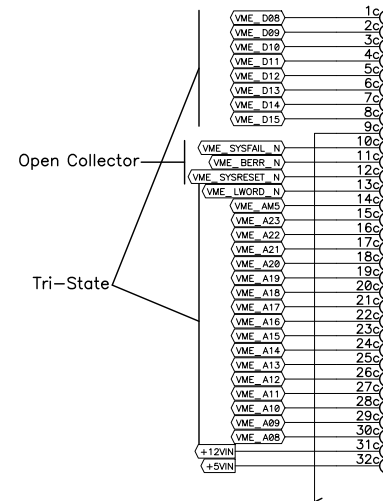 VME_D08 1c
VME_D09 2c
VME_D10 3c
VME_D11 4c
VME_D12 5c
VME_D13 6c
VME_D14 7c
VME_D15 8c
9c
VME_SYSFAIL_N 10c
VME_BERR_N 11c
Open Collector
VME_SYSRESET_N 12c
VME_LWORD_N 13c
VME_AM5 14c
VME_A23 15c
VME_A22 16c
VME_A21 17c
VME_A20 18c
VME_A19 19c
Tri-State
VME_A18 20c
VME_A17 21c
VME_A16 22c
VME_A15 23c
VME_A14 24c
VME_A13 25c
VME_A12 26c
VME_A11 27c
VME_A10 28c
VME_A09 29c
VME_A08 30c
+12VIN 31c
+5VIN 32c